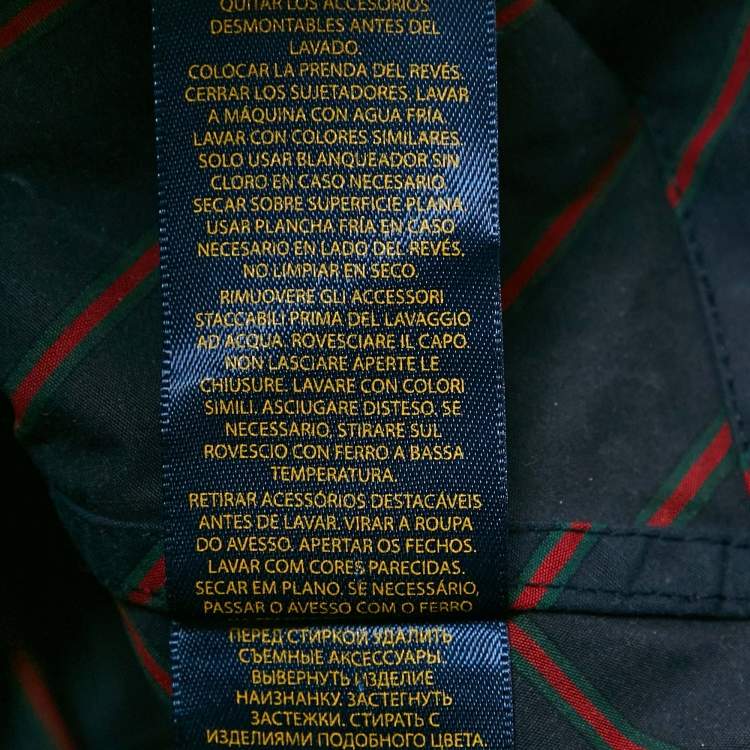 QUITAR LOS ACCESORIOS
DESMONTABLES ANTES DEL
LAVADO.
COLOCAR LA PRENDA DEL REVÉS.
CERRAR LOS SUJETADORES. LAVAR
A MÁQUINA CON AGUA FRÍA.
LAVAR CON COLORES SIMILARES.
SOLO USAR BLANQUEADOR SIN
CLORO EN CASO NECESARIO.
SECAR SOBRE SUPERFICIE PLANA.
USAR PLANCHA FRÍA EN CASO
NECESARIO EN LADO DEL REVÉS.
NO LIMPIAR EN SECO.
RIMUOVERE GLI ACCESSORI
STACCABILI PRIMA DEL LAVAGGIO
AD ACQUA. ROVESCIARE IL CAPO.
NON LASCIARE APERTE LE
CHIUSURE. LAVARE CON COLORI
SIMILI. ASCIUGARE DISTESO. SE
NECESSARIO, STIRARE SUL
ROVESCIO CON FERRO A BASSA
TEMPERATURA.
RETIRAR ACESSÓRIOS DESTACÁVEIS
ANTES DE LAVAR. VIRAR A ROUPA
DO AVESSO. APERTAR OS FECHOS.
LAVAR COM CORES PARECIDAS.
SECAR EM PLANO. SE NECESSÁRIO,
PASSAR O AVESSO COM O FERRO
ПЕРЕД СТИРКОЙ УДАЛИТЬ
СЪЕМНЫЕ АКСЕССУАРЫ.
ВЫВЕРНУТЬ ИЗДЕЛИЕ
НАИЗНАНКУ. ЗАСТЕГНУТЬ
ЗАСТЕЖКИ. СТИРАТЬ С
ИЗДЕЛИЯМИ ПОДОБНОГО ЦВЕТА.